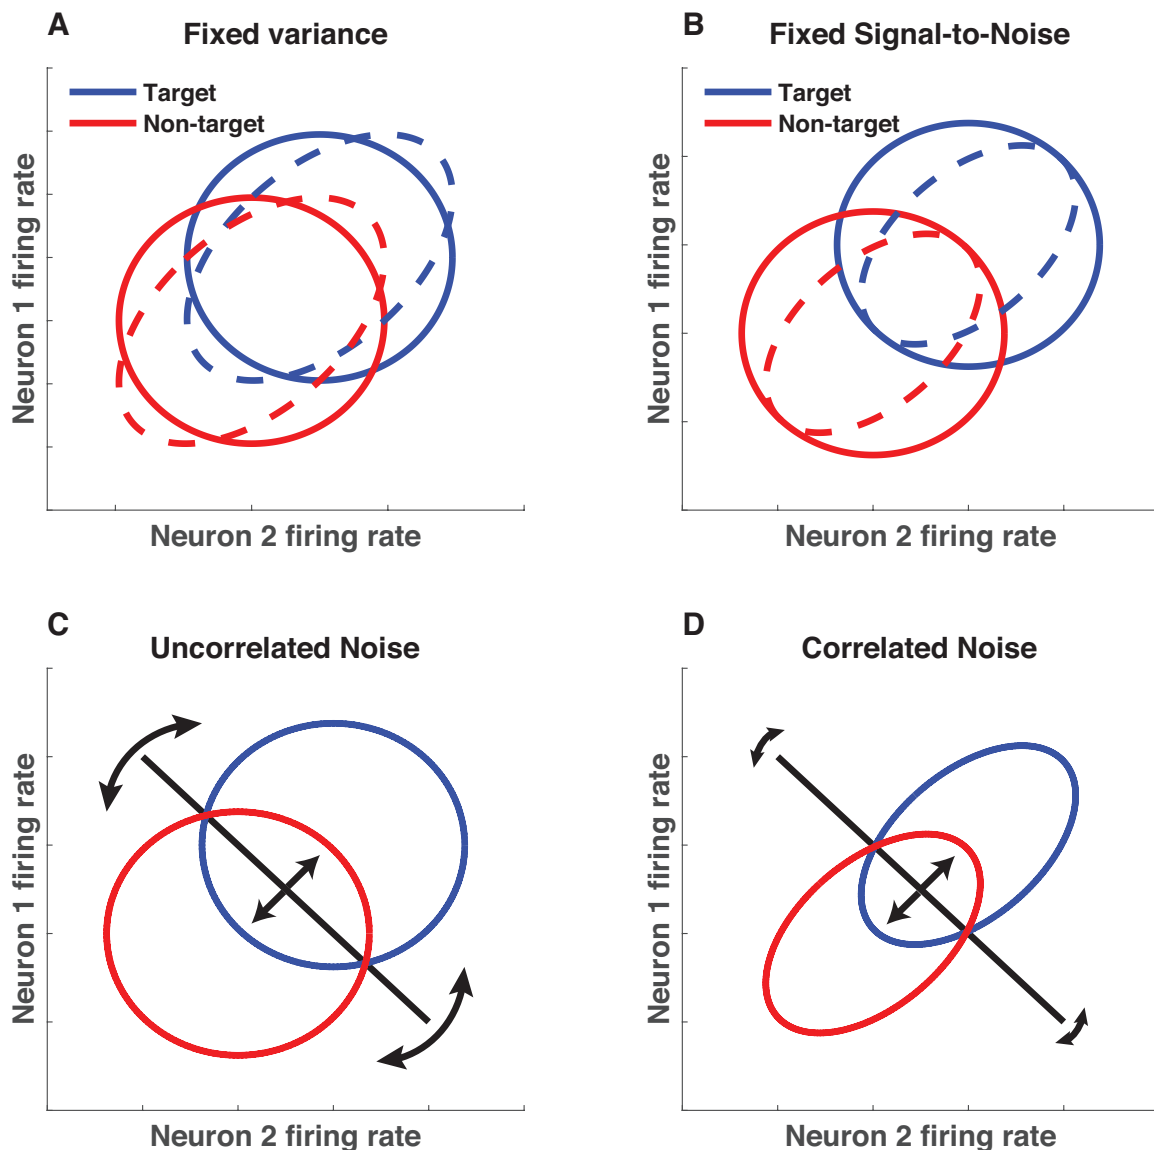 A
Fixed variance
Target
Non-target
Neuron 1 firing rate
Neuron 2 firing rate
B
Fixed Signal-to-Noise
Target
Non-target
Neuron 1 firing rate
Neuron 2 firing rate
C
Uncorrelated Noise
Neuron 1 firing rate
Neuron 2 firing rate
D
Correlated Noise
Neuron 1 firing rate
Neuron 2 firing rate